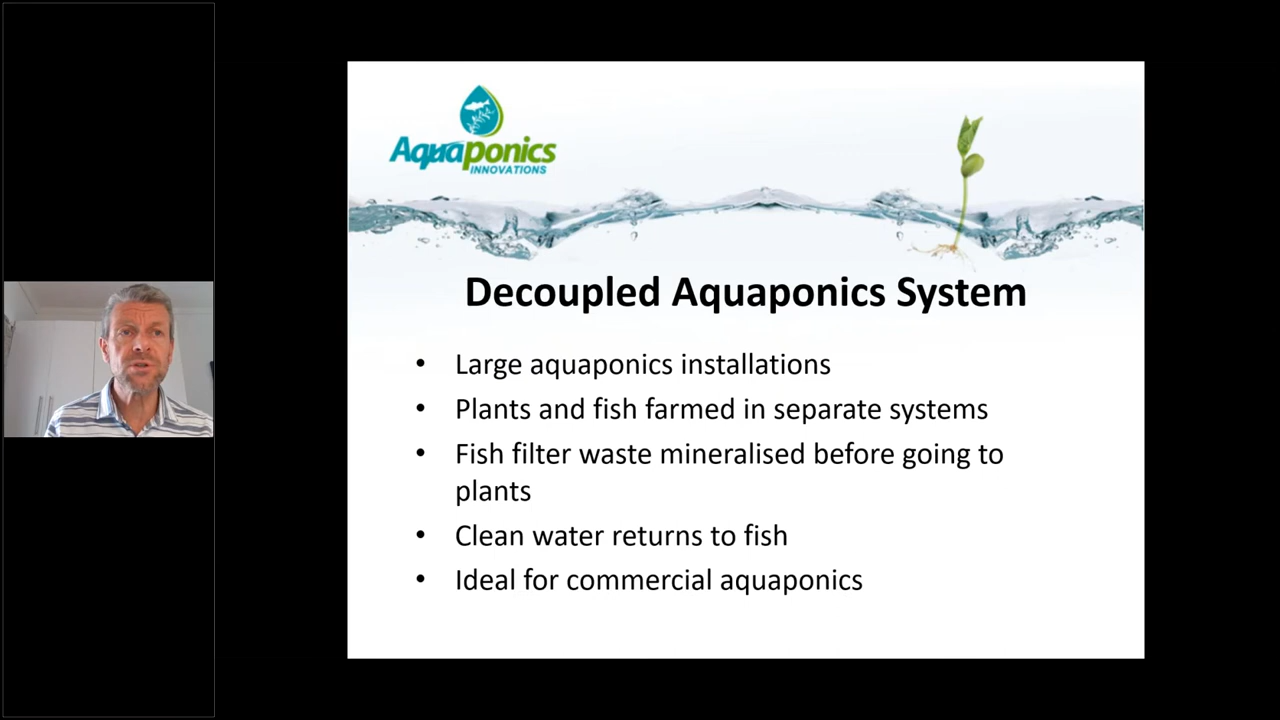 Aquaponics
INNOVATIONS
Decoupled Aquaponics System
• Large aquaponics installations
• Plants and fish farmed in separate systems
• Fish filter waste mineralised before going to
plants
• Clean water returns to fish
• Ideal for commercial aquaponics